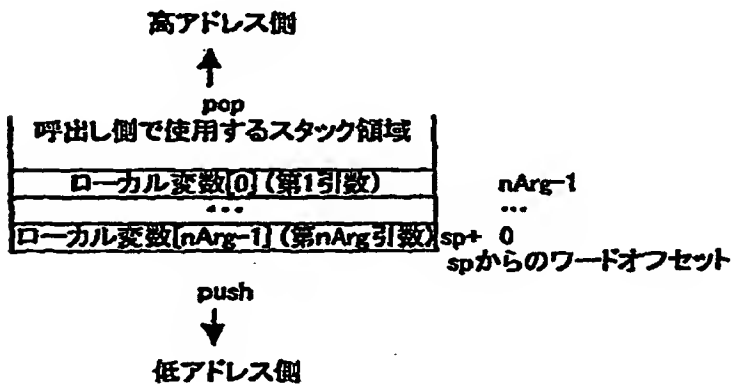 高アドレス側
pop
呼出し側で使用するスタック領域
ローカル変数[0] (第1引数) nArg-1
... ...
ローカル変数[nArg-1] (第nArg引数) sp+ 0
spからのワードオフセット
push
低アドレス側